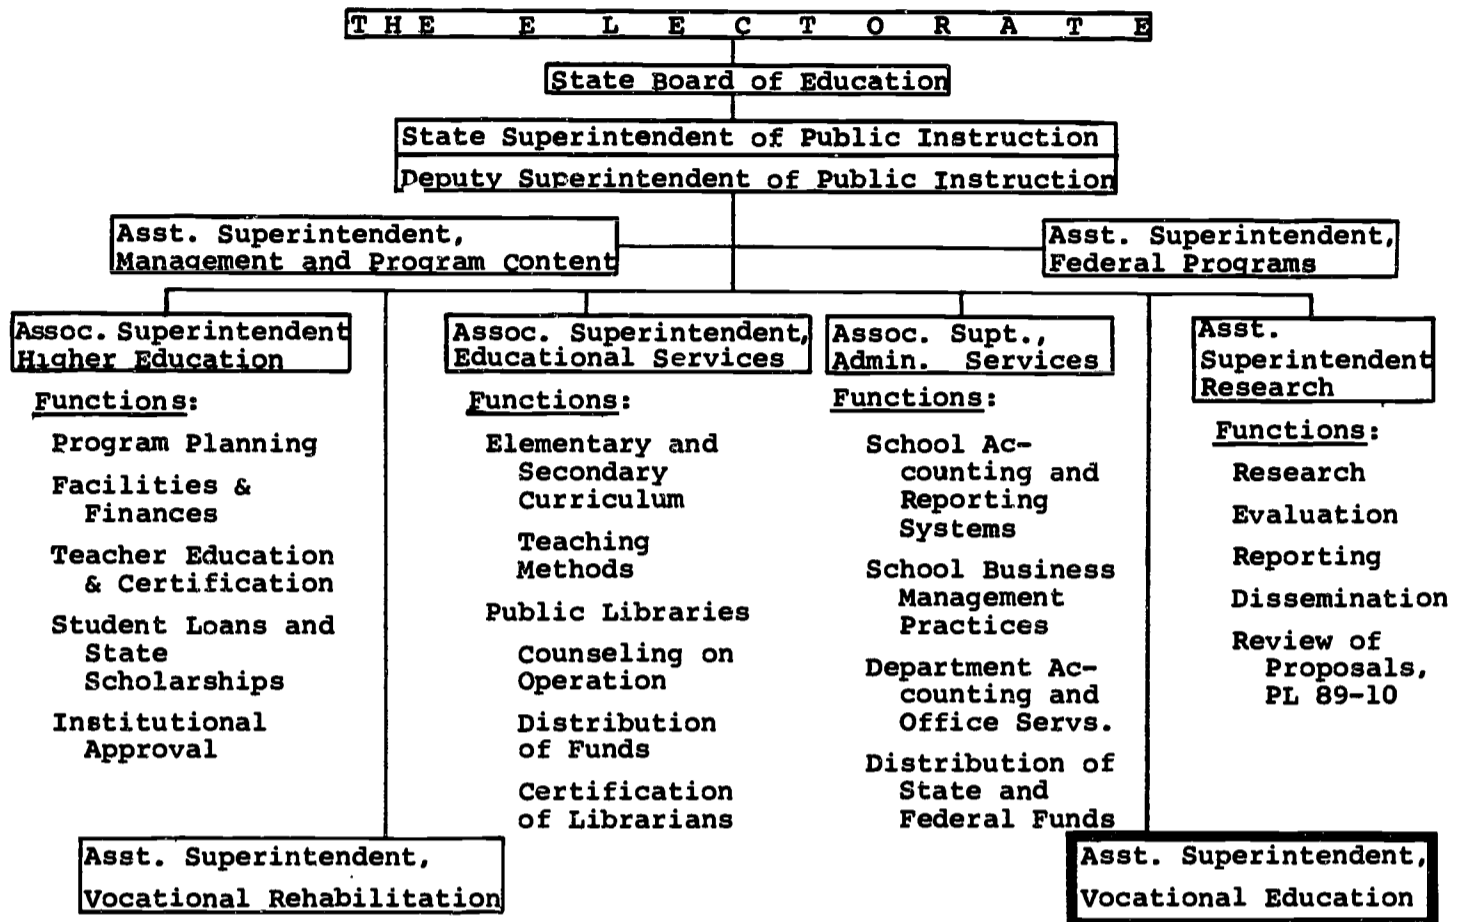 THE ELECTORATE
State Board of Education
State Superintendent of Public Instruction
Deputy Superintendent of Public Instruction
Asst. Superintendent,
Management and Program Content
Asst. Superintendent,
Federal Programs
Assoc. Superintendent
Higher Education
Functions:
Program Planning
Facilities &
Finances
Teacher Education
& Certification
Student Loans and
State
Scholarships
Institutional
Approval
Assoc. Superintendent,
Educational Services
Functions:
Elementary and
Secondary
Curriculum
Teaching
Methods
Public Libraries
Counseling on
Operation
Distribution
of Funds
Certification
of Librarians
Assoc. Supt.,
Admin. Services
Functions:
School Ac-
counting and
Reporting
Systems
School Business
Management
Practices
Department Ac-
counting and
Office Servs.
Distribution of
State and
Federal Funds
Asst.
Superintendent
Research
Functions:
Research
Evaluation
Reporting
Dissemination
Review of
Proposals,
PL 89-10
Asst. Superintendent,
Vocational Rehabilitation
Asst. Superintendent,
Vocational Education